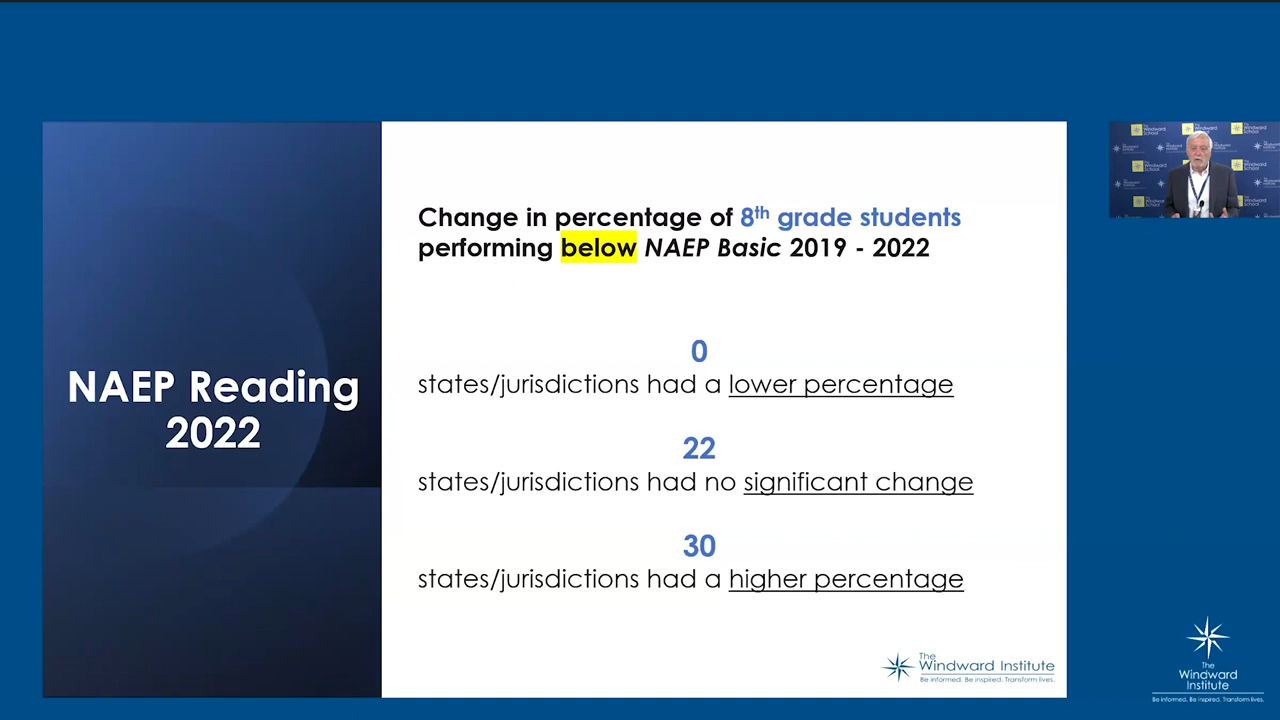 NAEP Reading
2022
Change in percentage of 8th grade students
performing below NAEP Basic 2019 - 2022
0
states/jurisdictions had a lower percentage
22
states/jurisdictions had no significant change
30
states/jurisdictions had a higher percentage
The
Windward Institute
Be informed. Be inspired. Transform lives.
The
Windward
Institute
Be informed. Be inspired. Transform lives.